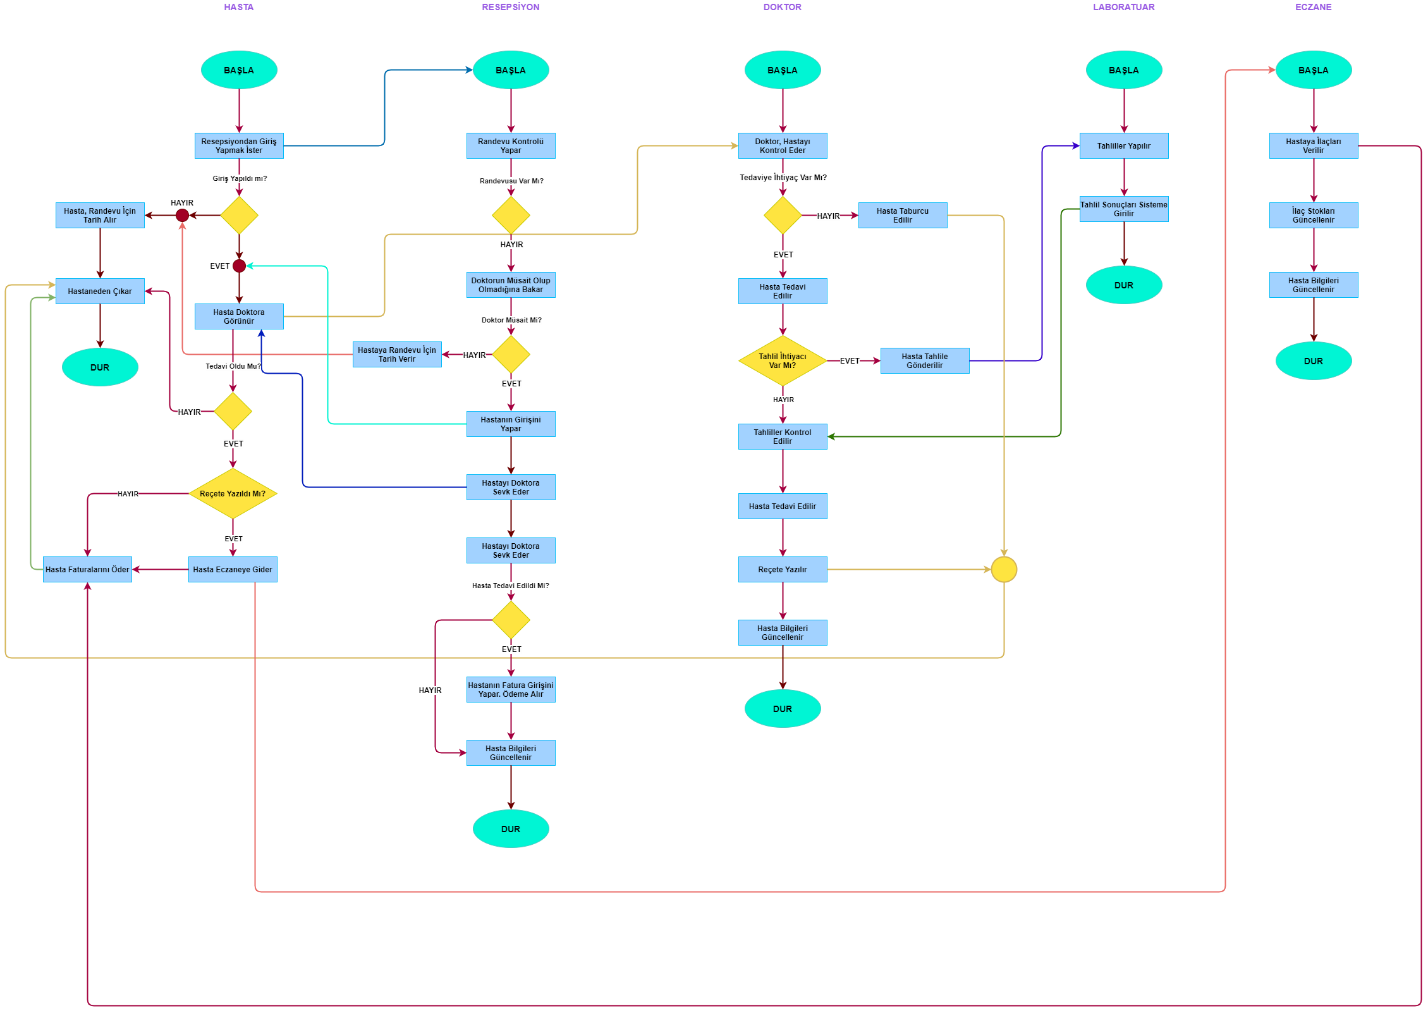 HASTA
RESEPSİYON
DOKTOR
LABORATUAR
ECZANE
BAŞLA
Resepsiyondan Giriş
Yapmak İster
Giriş Yapıldı mı?
HAYIR
Hasta, Randevu İçin
Tarih Alır
Hastaneden Çıkar
DUR
EVET
Hasta Doktora
Görünür
Tedavi Oldu Mu?
HAYIR
EVET
Reçete Yazıldı Mı?
HAYIR
EVET
Hasta Faturalarını Öder
Hasta Eczaneye Gider
BAŞLA
Randevu Kontrolü
Yapar
Randevusu Var Mı?
HAYIR
Doktorun Müsait Olup
Olmadığına Bakar
Doktor Müsait Mi?
HAYIR
Hastaya Randevu İçin
Tarih Verir
EVET
Hastanın Girişini
Yapar
Hastayı Doktora
Sevk Eder
Hastayı Doktora
Sevk Eder
Hasta Tedavi Edildi Mi?
EVET
HAYIR
Hastanın Fatura Girişini
Yapar. Ödeme Alır
Hasta Bilgileri
Güncellenir
DUR
BAŞLA
Doktor, Hastayı
Kontrol Eder
Tedaviye İhtiyaç Var Mı?
HAYIR
Hasta Taburcu
Edilir
EVET
Hasta Tedavi
Edilir
Tahlil İhtiyacı
Var Mı?
EVET
Hasta Tahlile
Gönderilir
HAYIR
Tahliller Kontrol
Edilir
Hasta Tedavi Edilir
Reçete Yazılır
Hasta Bilgileri
Güncellenir
DUR
BAŞLA
Tahliller Yapılır
Tahlil Sonuçları Sisteme
Girilir
DUR
BAŞLA
Hastaya İlaçları
Verilir
İlaç Stokları
Güncellenir
Hasta Bilgileri
Güncellenir
DUR